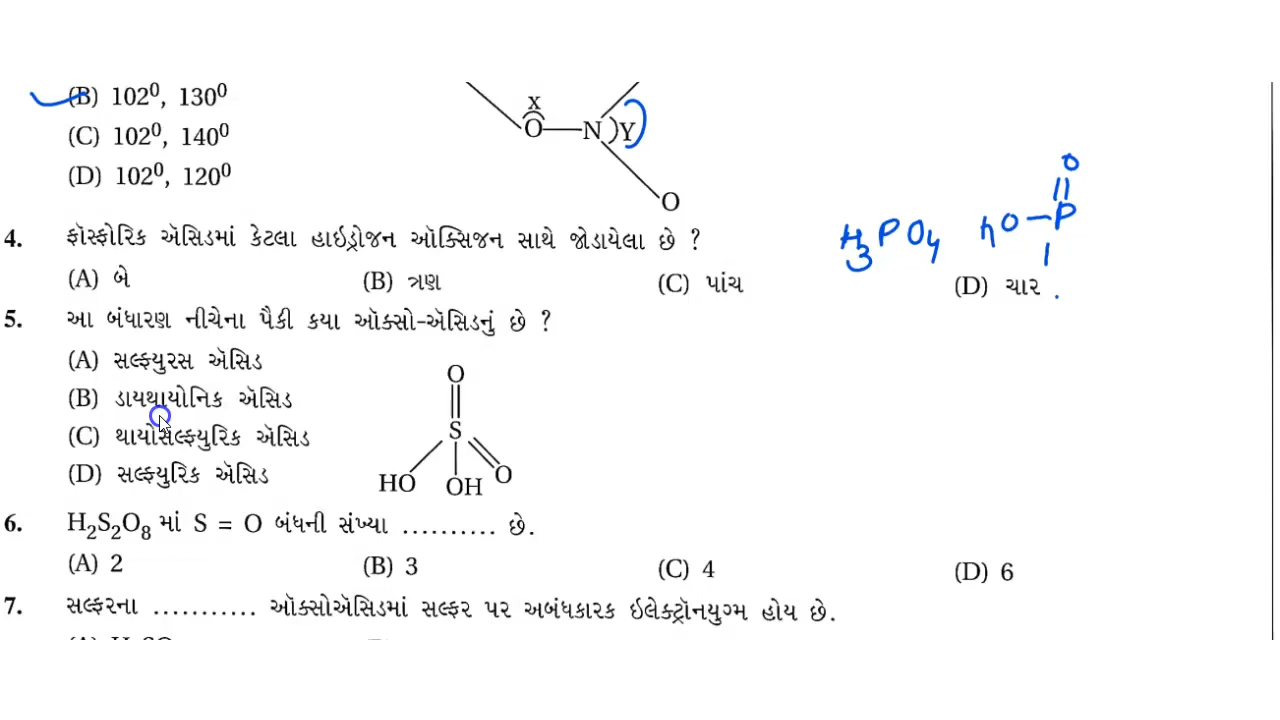 (B) 102⁰, 130⁰
(C) 102⁰, 140⁰
(D) 102⁰, 120⁰
X
O N Y
O
4. ફૉસ્ફોરિક ઍસિડમાં કેટલા હાઇડ્રોજન ઑક્સિજન સાથે જોડાયેલા છે ?
(A) બે (B) ત્રણ (C) પાંચ (D) ચાર
H₃PO₄
O
hO P
5. આ બંધારણ નીચેના પૈકી કયા ઑક્સો-ઍસિડનું છે ?
(A) સલ્ફ્યુરસ ઍસિડ
(B) ડાયથાયોનિક ઍસિડ
(C) થાયોસલ્ફ્યુરિક ઍસિડ
(D) સલ્ફ્યુરિક ઍસિડ
O
S
HO OH O
6. H₂S₂O₈ માં S = O બંધની સંખ્યા .......... છે.
(A) 2 (B) 3 (C) 4 (D) 6
7. સલ્ફરના ........... ઑક્સોઍસિડમાં સલ્ફર પર અબંધકારક ઇલેક્ટ્રૉનયુગ્મ હોય છે.